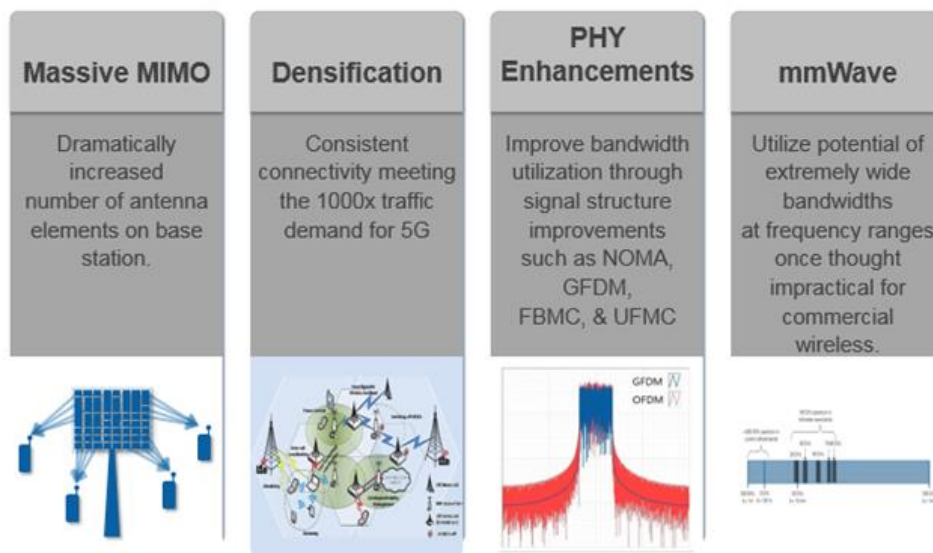 Massive MIMO
Dramatically
increased
number of antenna
elements on base
station.
Densification
Consistent
connectivity meeting
the 1000x traffic
demand for 5G
PHY
Enhancements
Improve bandwidth
utilization through
signal structure
improvements
such as NOMA,
GFDM,
FBMC, & UFMC
GFDM
OFDM
mmWave
Utilize potential of
extremely wide
bandwidths
at frequency ranges
once thought
impractical for
commercial
wireless.